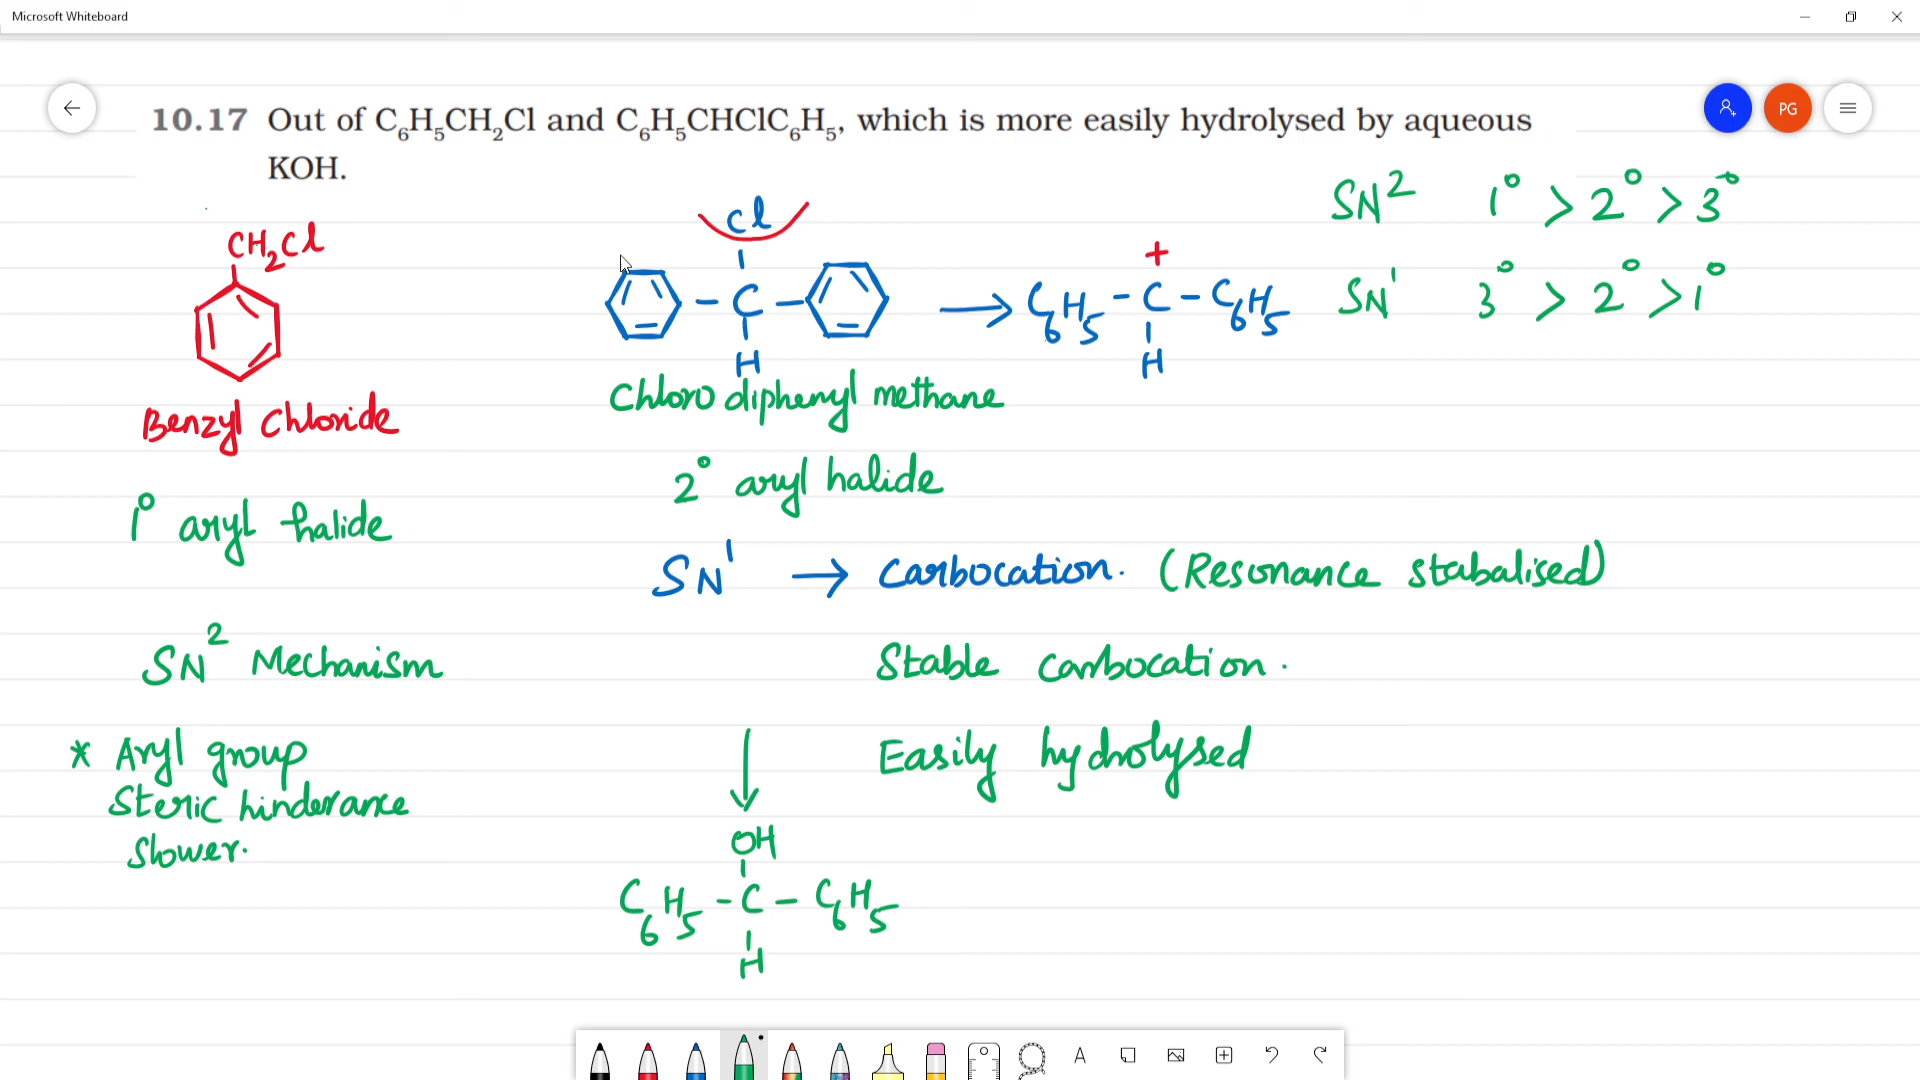 Microsoft Whiteboard
PG
10.17 Out of C₆H₅CH₂Cl and C₆H₅CHClC₆H₅, which is more easily hydrolysed by aqueous
KOH.
SN² 1° > 2° > 3°
SN¹ 3° > 2° > 1°
CH₂Cl
Benzyl Chloride
1° aryl halide
SN² Mechanism
* Aryl group
Steric hinderance
Slower.
Cl
- C -
H
→ C₆H₅ - C - C₆H₅
+
H
Chloro diphenyl methane
2° aryl halide
SN¹ → Carbocation. (Resonance stabalised)
Stable Carbocation.
Easily hydrolysed
OH
C₆H₅ - C - C₆H₅
H
A